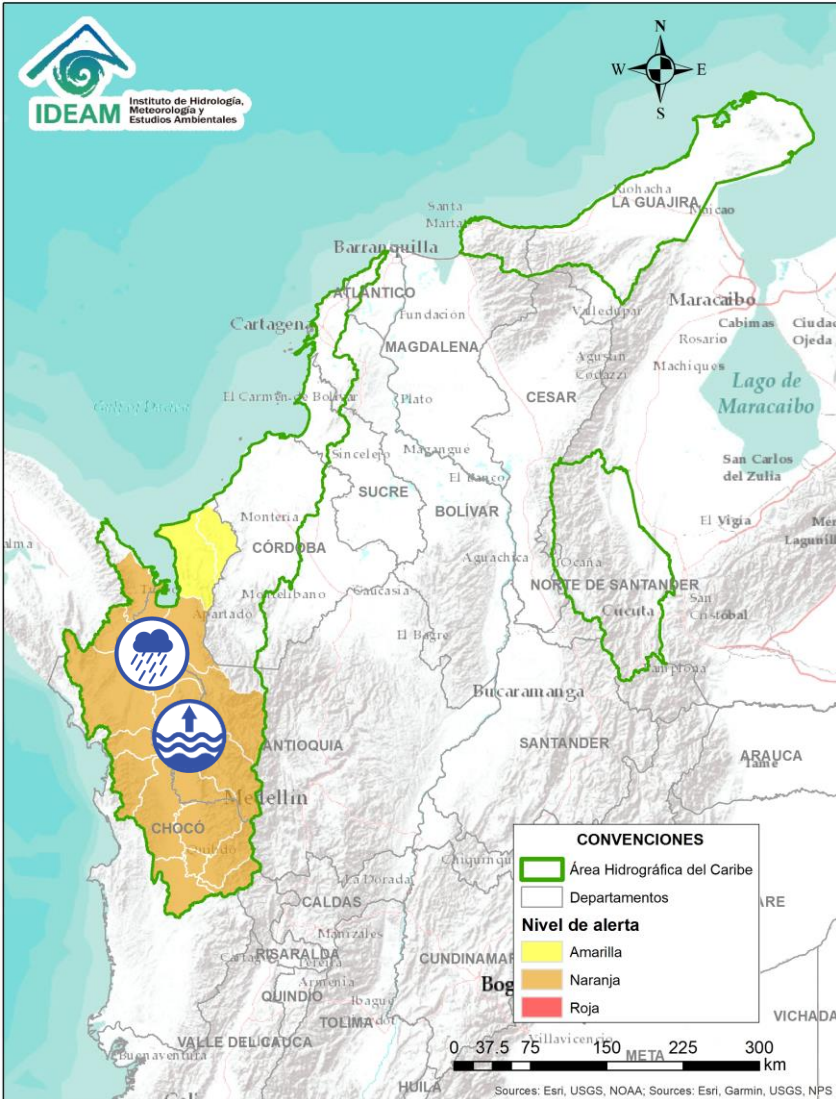 IDEAM
Instituto de Hidrología,
Meteorología y
Estudios Ambientales
N
W
E
S
Riohacha
LA GUAJIRA
Maicao
Santa
Marta
Barranquilla
ATLÁNTICO
Maracaibo
Cartagena
Fundación
Valledupar
Cabimas
Ciudad
Ojeda
Rosario
MAGDALENA
Agustín
Codazzi
Machiques
Lago de
Maracaibo
CESAR
El Carmen de Bolívar
Plato
Sincelejo
Magangué
San Carlos
del Zulia
El Banco
SUCRE
BOLÍVAR
Montería
El Vigía
CÓRDOBA
Aguachica
Ocaña
NORTE DE SANTANDER
Montelíbano
Caucasia
San
Cristóbal
Cúcuta
Apartadó
El Bagre
Pamplona
Bucaramanga
ANTIOQUIA
SANTANDER
ARAUCA
Tame
Medellín
CHOCÓ
Quibdó
La Dorada
CALDAS
Manizales
RISARALDA
Pereira
Armenia
CUNDINAMAR
QUINDÍO
Ibagué
Bog
TOLIMA
VICHADA
VALLE DEL CAUCA
Villavicencio
META
Buenaventura
HUILA
CONVENCIONES
Área Hidrográfica del Caribe
Departamentos
Nivel de alerta
Amarilla
Naranja
Roja
0 37.5 75 150 225 300
km
Sources: Esri, USGS, NOAA; Sources: Esri, Garmin, USGS, NPS